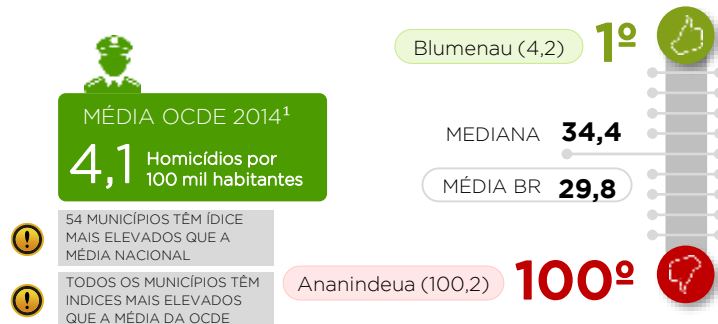 MÉDIA OCDE 2014¹
4,1 Homicídios por
100 mil habitantes
54 MUNICÍPIOS TÊM ÍDICE
MAIS ELEVADOS QUE A
MÉDIA NACIONAL
TODOS OS MUNICÍPIOS TÊM
INDICES MAIS ELEVADOS
QUE A MÉDIA DA OCDE
Blumenau (4,2) 1º
MEDIANA 34,4
MÉDIA BR 29,8
Ananindeua (100,2) 100º